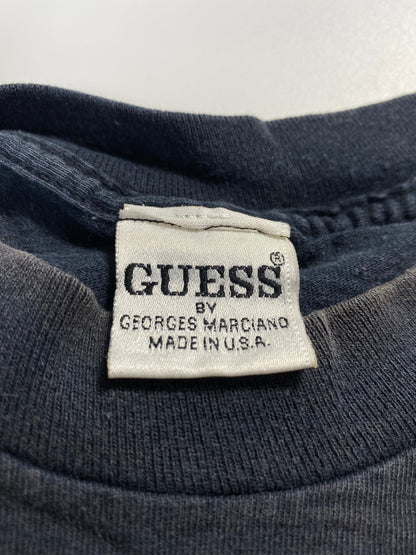 GUESS®
BY
GEORGES MARCIANO
MADE IN U.S.A.